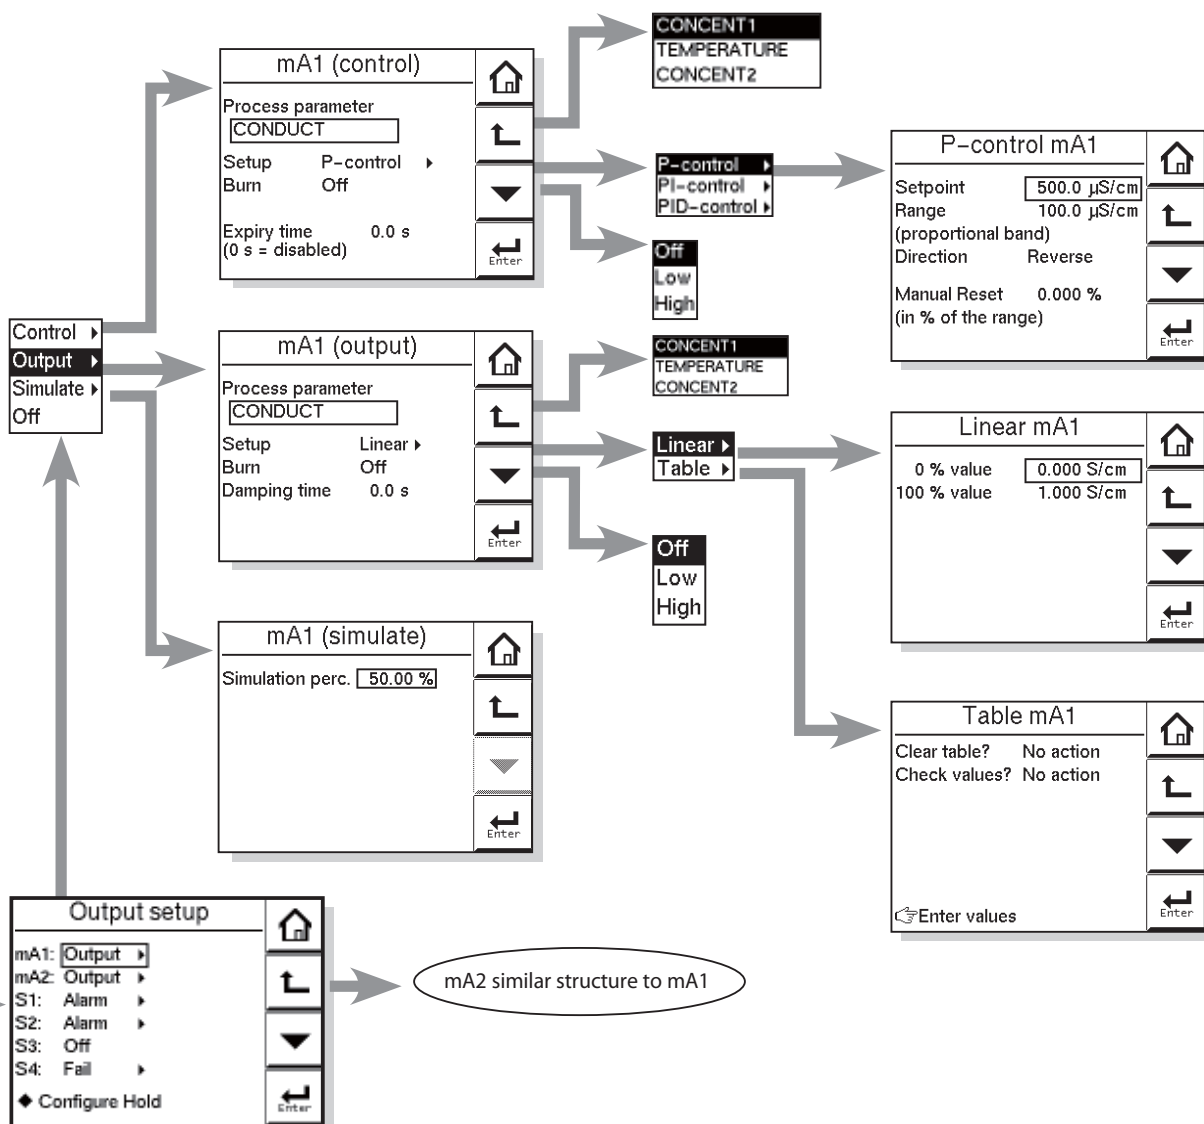 CONCENT1
TEMPERATURE
CONCENT2
mA1 (control)
Process parameter
CONDUCT
Setup P-control
Burn Off
Expiry time 0.0 s
(0 s = disabled)
Enter
P-control
PI-control
PID-control
Off
Low
High
P-control mA1
Setpoint 500.0 µS/cm
Range 100.0 µS/cm
(proportional band)
Direction Reverse
Manual Reset 0.000 %
(in % of the range)
Enter
Control
Output
Simulate
Off
mA1 (output)
Process parameter
CONDUCT
Setup Linear
Burn Off
Damping time 0.0 s
Enter
CONCENT1
TEMPERATURE
CONCENT2
Linear
Table
Off
Low
High
Linear mA1
0 % value 0.000 S/cm
100 % value 1.000 S/cm
Enter
mA1 (simulate)
Simulation perc. 50.00 %
Enter
Table mA1
Clear table? No action
Check values? No action
Enter values
Enter
Output setup
mA1: Output
mA2: Output
S1: Alarm
S2: Alarm
S3: Off
S4: Fail
Configure Hold
Enter
mA2 similar structure to mA1